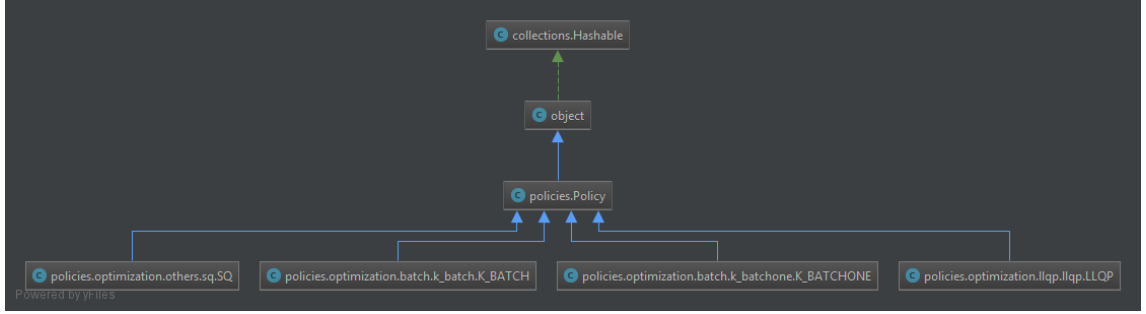 C collections.Hashable
C object
C policies.Policy
C policies.optimization.others.sq.SQ
C policies.optimization.batch.k_batch.K_BATCH
C policies.optimization.batch.k_batchone.K_BATCHONE
C policies.optimization.llqp.llqp.LLQP
Powered by yFiles